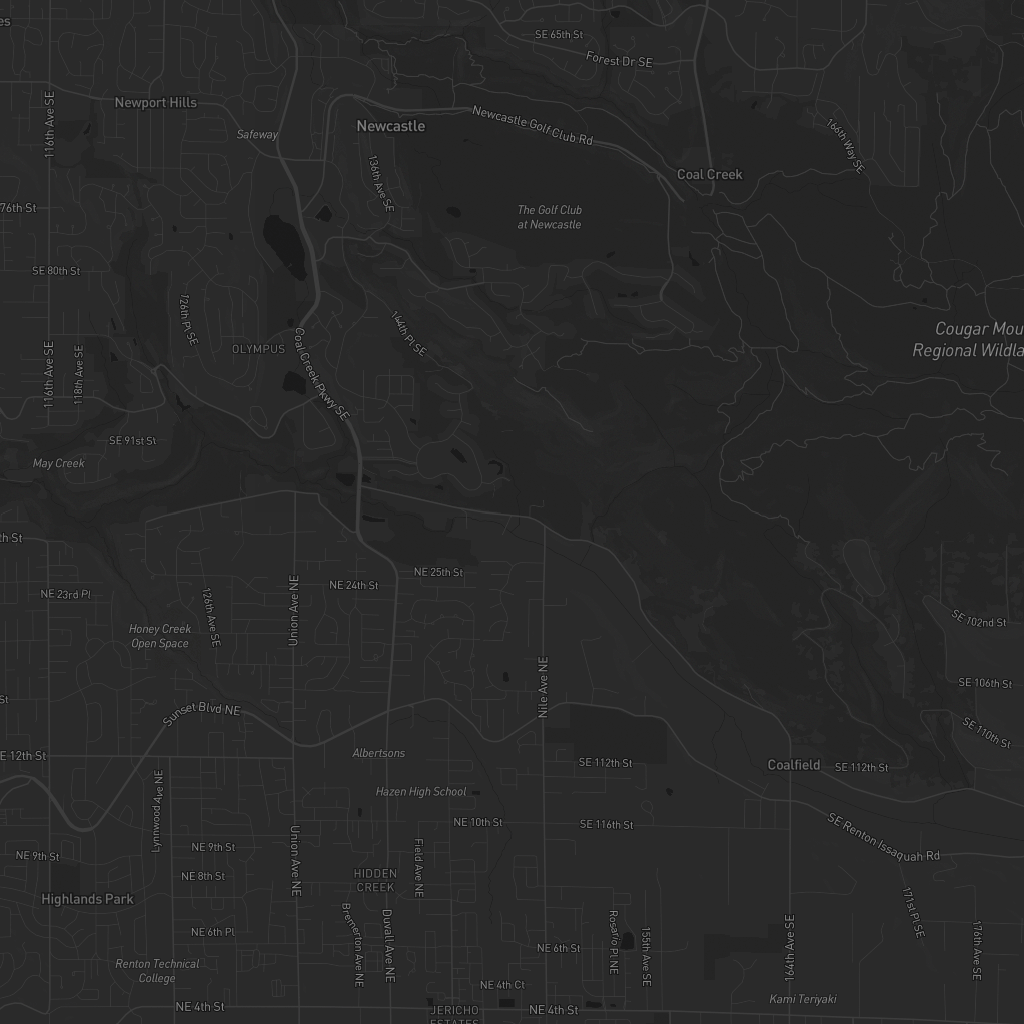 es
SE 65th St
Forest Dr SE
Newport Hills
116th Ave SE
Safeway
Newcastle
Newcastle Golf Club Rd
166th Way SE
136th Ave SE
Coal Creek
76th St
The Golf Club
at Newcastle
SE 80th St
126th Pl SE
144th Pl SE
Cougar Mou
Regional Wildla
OLYMPUS
Coal Creek Pkwy SE
116th Ave SE
118th Ave SE
SE 91st St
May Creek
th St
NE 25th St
NE 24th St
NE 23rd Pl
126th Ave SE
Union Ave NE
Honey Creek
Open Space
SE 102nd St
Nile Ave NE
SE 106th St
St
Sunset Blvd NE
SE 110th St
E 12th St
Albertsons
SE 112th St
Coalfield
SE 112th St
Lynnwood Ave NE
Hazen High School
NE 10th St
SE 116th St
SE Renton Issaquah Rd
NE 9th St
NE 9th St
Union Ave NE
Field Ave NE
NE 8th St
HIDDEN
CREEK
Highlands Park
171st Pl SE
NE 6th Pl
Bremerton Ave NE
Duvall Ave NE
Rosario Pl NE
155th Ave SE
164th Ave SE
176th Ave SE
NE 6th St
Renton Technical
College
NE 4th Ct
Kami Teriyaki
NE 4th St
JERICHO
ESTATES
NE 4th St